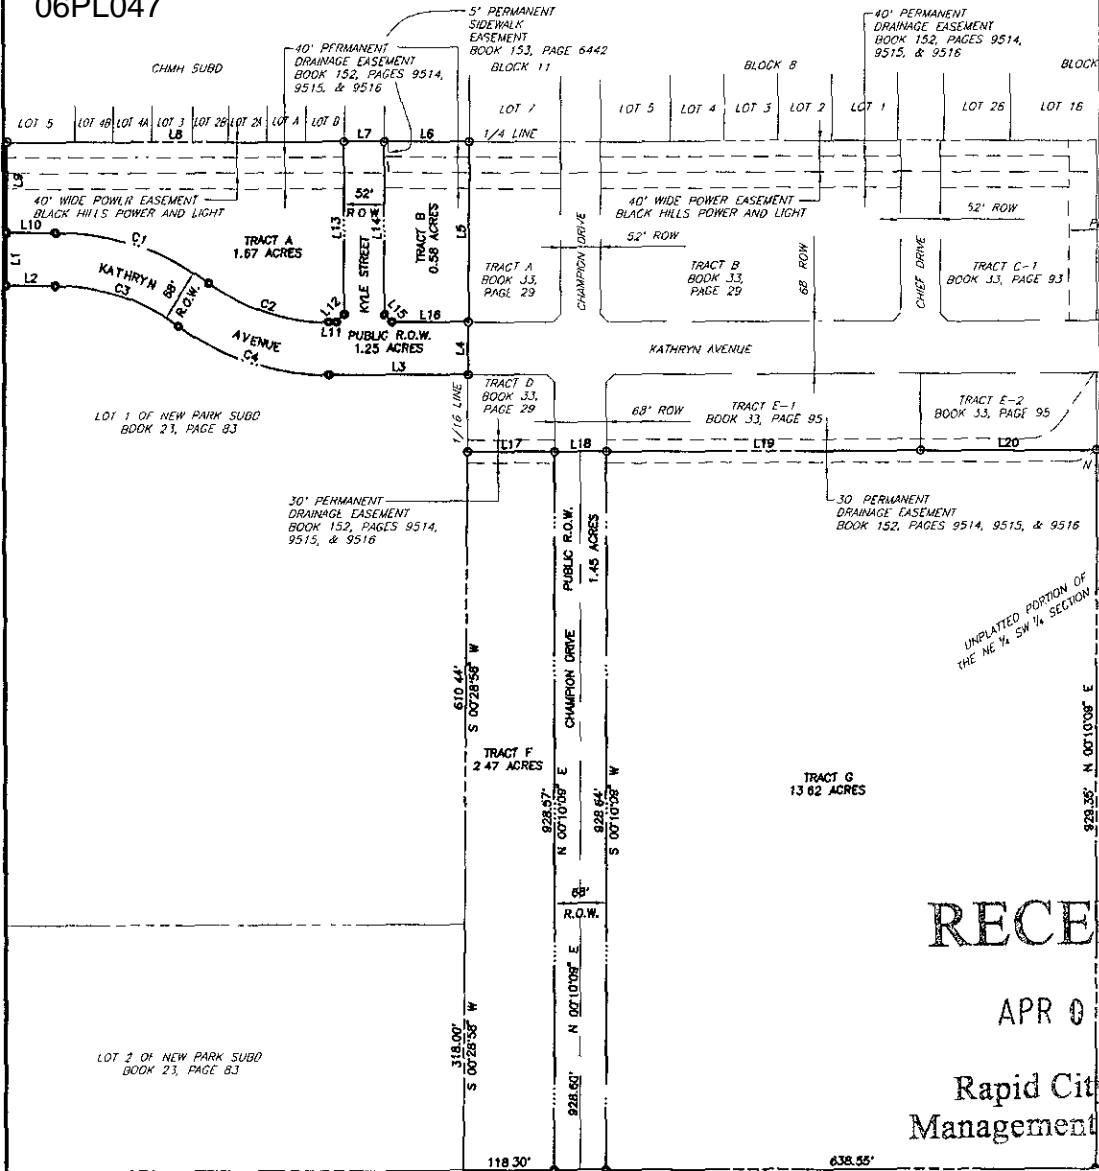 06PL047
5' PERMANENT
SIDEWALK
EASEMENT
BOOK 153, PAGE 6442
40' PERMANENT
DRAINAGE EASEMENT
BOOK 152, PAGES 9514,
9515, & 9516
40' PERMANENT
DRAINAGE EASEMENT
BOOK 152, PAGES 9514,
9515, & 9516
CHMH SUBD
BLOCK 11
BLOCK 8
BLOCK
LOT 5
LOT 4B
LOT 4A
LOT 3
LOT 2B
LOT 2A
LOT A
LOT B
LOT 7
LOT 5
LOT 4
LOT 3
LOT 2
LOT 1
LOT 26
LOT 16
L8
L7
L6
1/4 LINE
L9
40' WIDE POWER EASEMENT
BLACK HILLS POWER AND LIGHT
52'
R.O.W.
40' WIDE POWER EASEMENT
BLACK HILLS POWER AND LIGHT
52' ROW
52' ROW
L10
C1
TRACT A
1.67 ACRES
L13
KYLE STREET
L14
TRACT B
0.58 ACRES
L5
TRACT A
BOOK 33,
PAGE 29
CHAMPION DRIVE
TRACT B
BOOK 33,
PAGE 29
68 ROW
CHIEF DRIVE
TRACT C-1
BOOK 33, PAGE 93
L1
L2
KATHRYN
C3
68'
R.O.W.
C2
AVENUE
C4
L12
L11
L15
L16
PUBLIC R.O.W.
1.25 ACRES
L4
L3
KATHRYN AVENUE
LOT 1 OF NEW PARK SUBD
BOOK 23, PAGE 83
1/16 LINE
TRACT D
BOOK 33,
PAGE 29
68' ROW
TRACT E-1
BOOK 33, PAGE 95
TRACT E-2
BOOK 33, PAGE 95
L17
L18
L19
L20
N
30' PERMANENT
DRAINAGE EASEMENT
BOOK 152, PAGES 9514,
9515, & 9516
30 PERMANENT
DRAINAGE EASEMENT
BOOK 152, PAGES 9514, 9515, & 9516
PUBLIC R.O.W.
1.45 ACRES
UNPLATTED PORTION OF
THE NE 1/4 SW 1/4 SECTION
610 44'
S 00°28'58" W
CHAMPION DRIVE
TRACT F
2 47 ACRES
928.57'
N 00°10'09" E
928 64'
S 00°10'09" W
TRACT G
13 62 ACRES
929.35' N 00°10'09" E
68'
R.O.W.
RECE
APR 0
Rapid Cit
Management
318.00'
S 00°28'58" W
928.60' N 00°10'09" E
LOT 2 OF NEW PARK SUBD
BOOK 23, PAGE 83
118 30'
638.55'